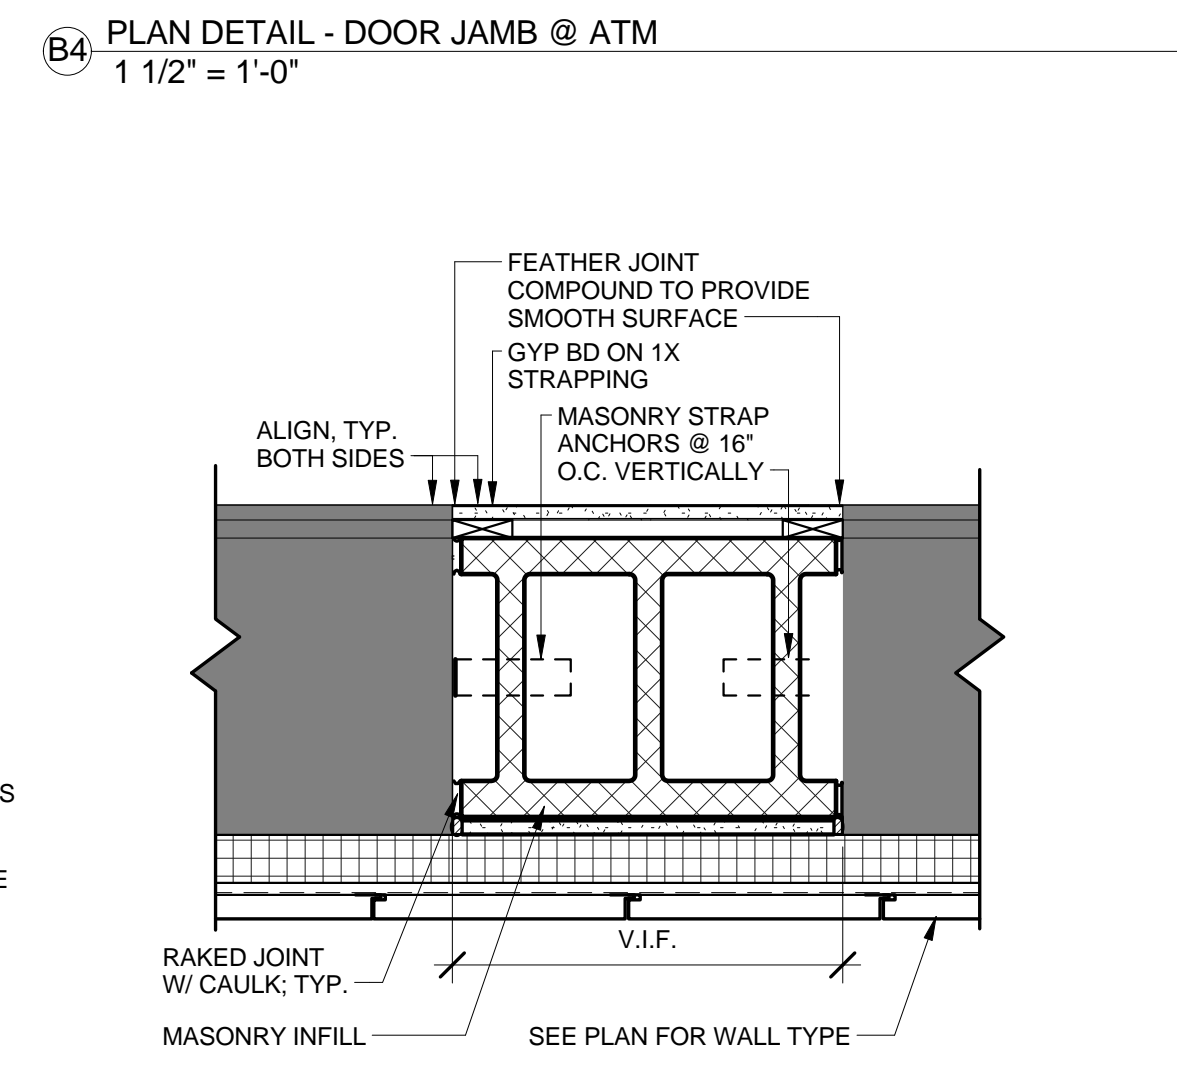 B4
PLAN DETAIL - DOOR JAMB @ ATM
1 1/2" = 1'-0"
FEATHER JOINT
COMPOUND TO PROVIDE
SMOOTH SURFACE
GYP BD ON 1X
STRAPPING
MASONRY STRAP
ANCHORS @ 16"
O.C. VERTICALLY
ALIGN, TYP.
BOTH SIDES
S
E
V.I.F.
RAKED JOINT
W/ CAULK; TYP.
MASONRY INFILL
SEE PLAN FOR WALL TYPE